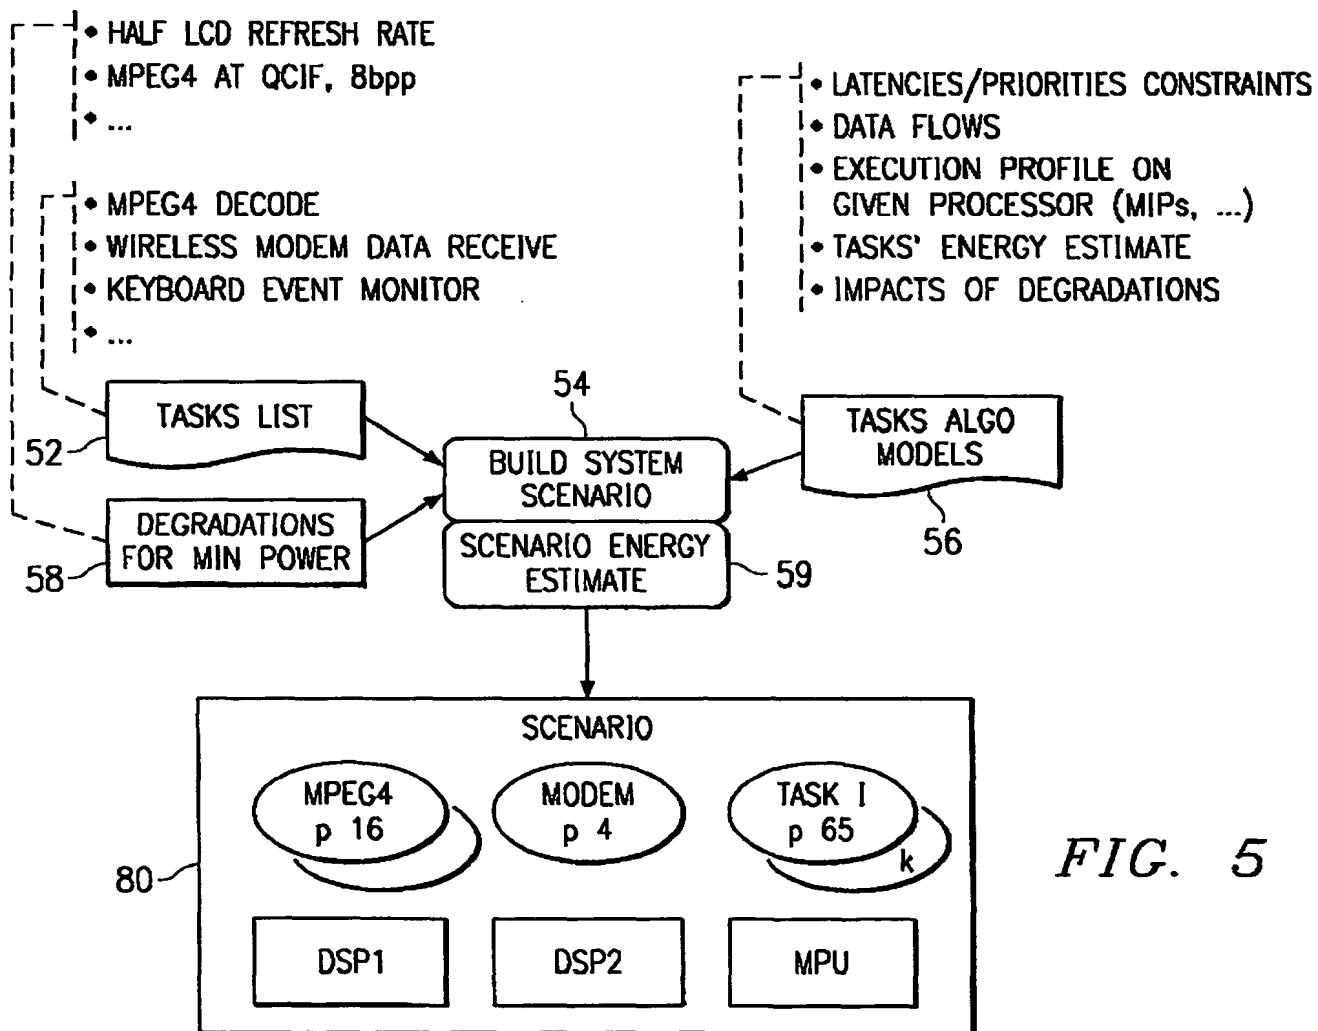 • HALF LCD REFRESH RATE
• MPEG4 AT QCIF, 8bpp
• ...
• LATENCIES/PRIORITIES CONSTRAINTS
• DATA FLOWS
• EXECUTION PROFILE ON
GIVEN PROCESSOR (MIPs, ...)
• TASKS' ENERGY ESTIMATE
• IMPACTS OF DEGRADATIONS
• MPEG4 DECODE
• WIRELESS MODEM DATA RECEIVE
• KEYBOARD EVENT MONITOR
• ...
TASKS LIST
52
DEGRADATIONS
FOR MIN POWER
58
54
BUILD SYSTEM
SCENARIO
SCENARIO ENERGY
ESTIMATE
59
TASKS ALGO
MODELS
56
SCENARIO
MPEG4
p 16
MODEM
p 4
TASK I
p 65
k
80
DSP1
DSP2
MPU
FIG. 5